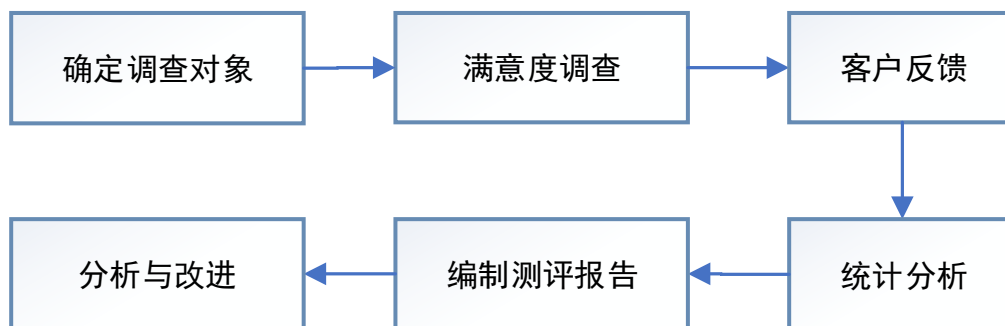 确定调查对象
满意度调查
客户反馈
统计分析
编制测评报告
分析与改进